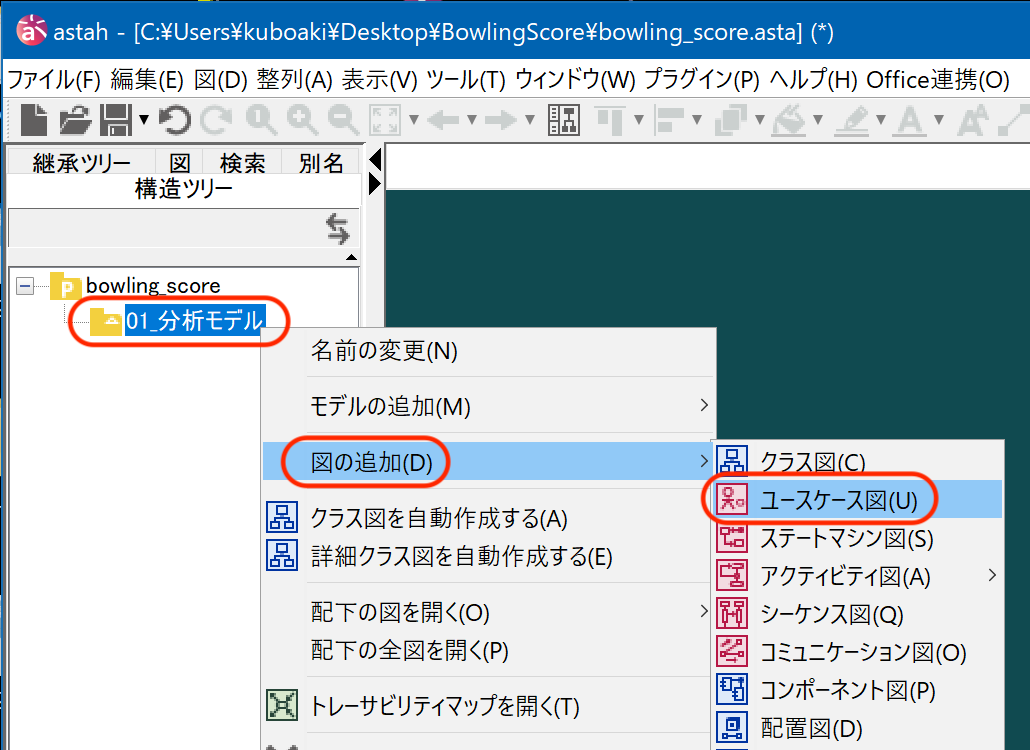 astah - [C:¥Users¥kuboaki¥Desktop¥BowlingScore¥bowling_score.asta] (*)
ファイル(F) 編集(E) 図(D) 整列(A) 表示(V) ツール(T) ウィンドウ(W) プラグイン(P) ヘルプ(H) Office連携(O)
継承ツリー 図 検索 別名
構造ツリー
bowling_score
01_分析モデル
名前の変更(N)
モデルの追加(M)
図の追加(D)
クラス図を自動作成する(A)
詳細クラス図を自動作成する(E)
配下の図を開く(O)
配下の全図を開く(P)
トレーサビリティマップを開く(T)
クラス図(C)
ユースケース図(U)
ステートマシン図(S)
アクティビティ図(A)
シーケンス図(Q)
コミュニケーション図(O)
コンポーネント図(P)
配置図(D)